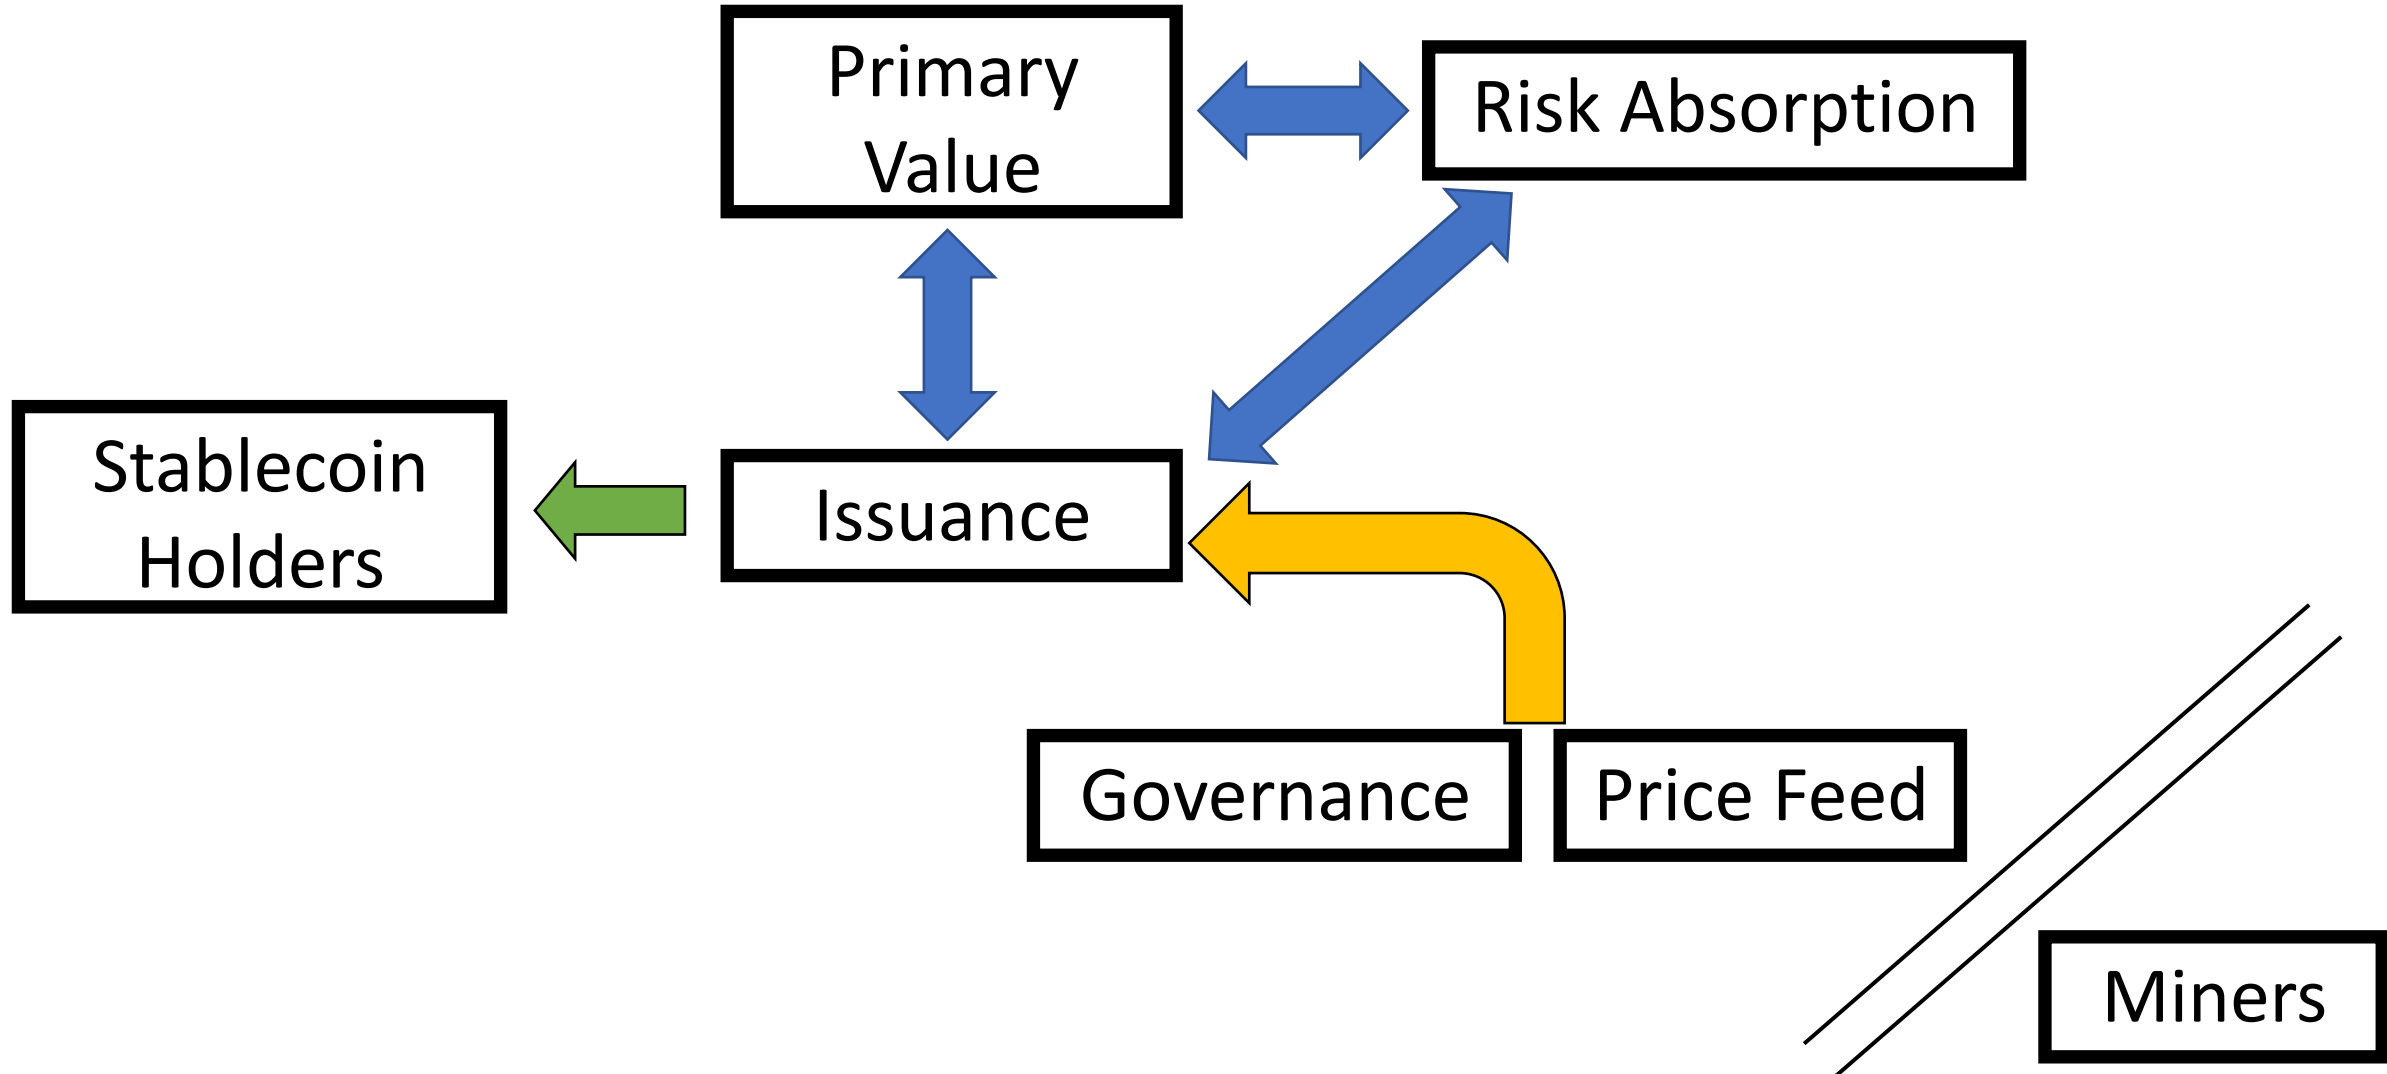 Primary
Value
Risk Absorption
Stablecoin
Holders
Issuance
Governance
Price Feed
Miners